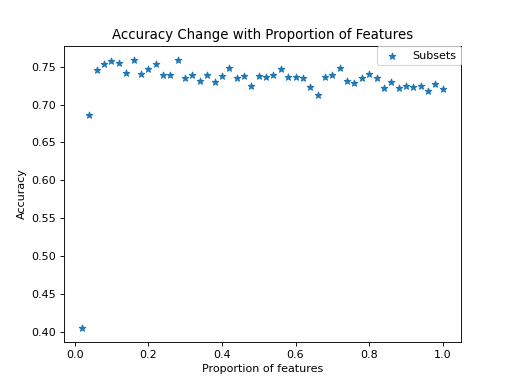 Accuracy Change with Proportion of Features
Subsets
Accuracy
0.75
0.70
0.65
0.60
0.55
0.50
0.45
0.40
0.0 0.2 0.4 0.6 0.8 1.0
Proportion of features